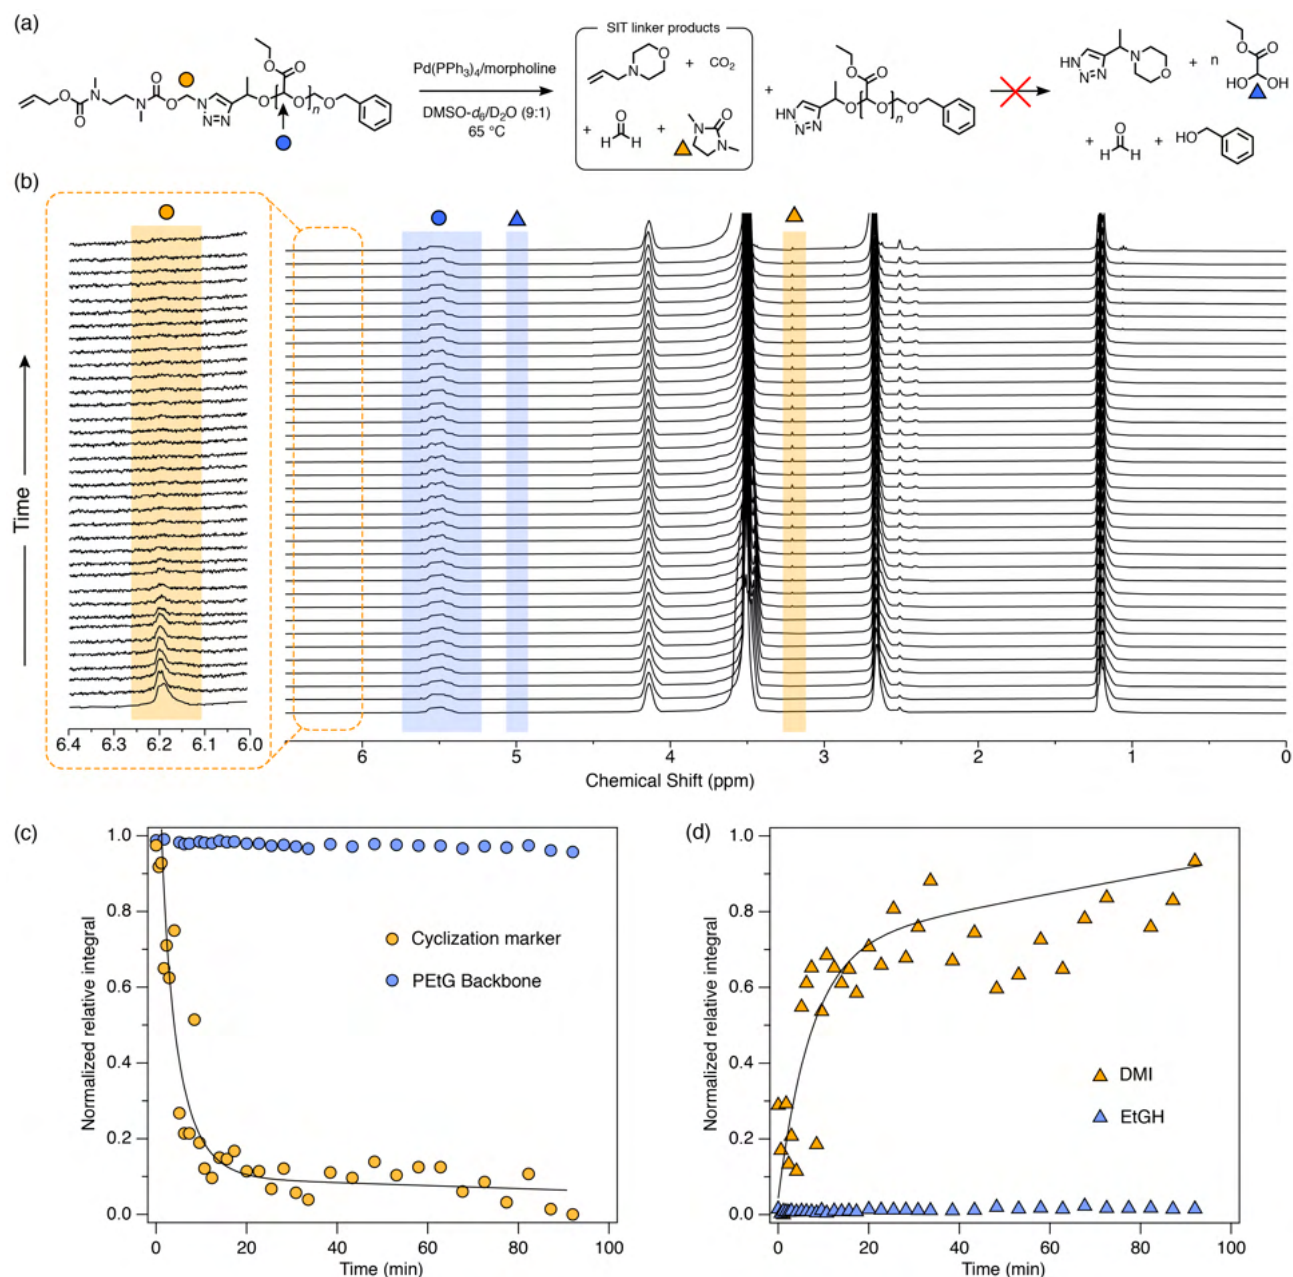 (a)
SIT linker products
Pd(PPh3)4/morpholine
DMSO-d6/D2O (9:1)
65 °C
O
O
N
N
O
O
O
N
N=N
O
O
O
O
n
O
N
O
+ CO2
+
O
H
H
+
N
O
N
+
HN
N=N
O
O
O
O
n
O
HN
N=N
N
O
+ n
O
O
HO
OH
+
O
H
H
+
HO
(b)
Time
6.4 6.3 6.2 6.1 6.0
6 5 4 3 2 1 0
Chemical Shift (ppm)
(c)
Normalized relative integral
1.0
0.8
0.6
0.4
0.2
0.0
Cyclization marker
PEtG Backbone
0 20 40 60 80 100
Time (min)
(d)
Normalized relative integral
1.0
0.8
0.6
0.4
0.2
0.0
DMI
EtGH
0 20 40 60 80 100
Time (min)